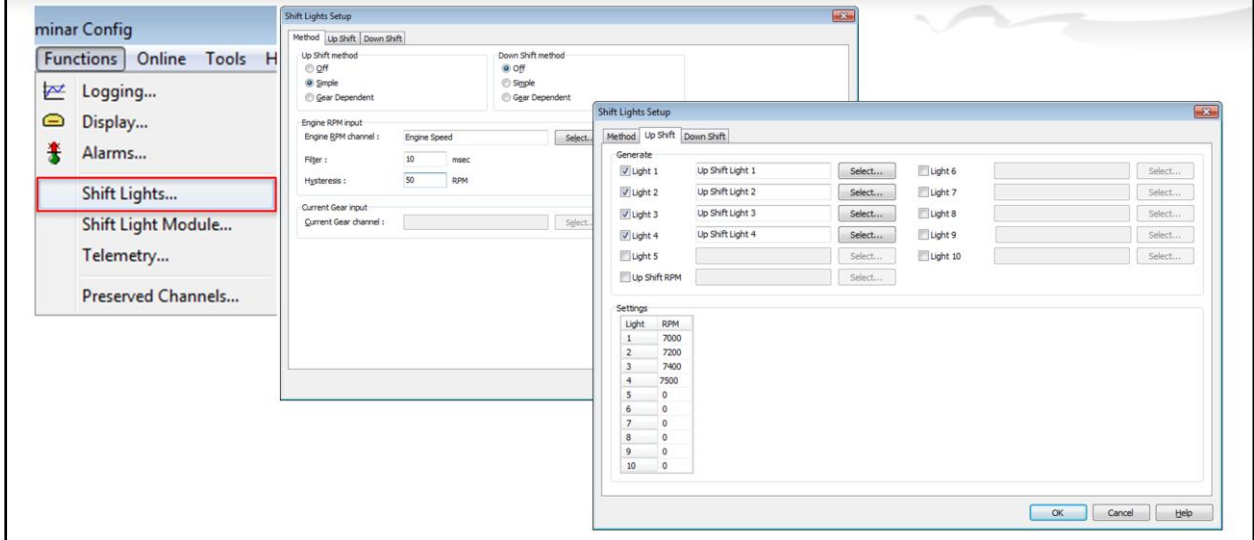 minar Config
Functions Online Tools H
Logging...
Display...
Alarms...
Shift Lights...
Shift Light Module...
Telemetry...
Preserved Channels...
Shift Lights Setup
Method Up Shift Down Shift
Up Shift method
Off
Simple
Gear Dependent
Down Shift method
Off
Simple
Gear Dependent
Engine RPM input
Engine RPM channel : Engine Speed Select...
Filter : 10 msec
Hysteresis : 50 RPM
Current Gear input
Current Gear channel : Select...
Shift Lights Setup
Method Up Shift Down Shift
Generate
Light 1 Up Shift Light 1 Select... Light 6 Select...
Light 2 Up Shift Light 2 Select... Light 7 Select...
Light 3 Up Shift Light 3 Select... Light 8 Select...
Light 4 Up Shift Light 4 Select... Light 9 Select...
Light 5 Select... Light 10 Select...
Up Shift RPM Select...
Settings
Light RPM
1 7000
2 7200
3 7400
4 7500
5 0
6 0
7 0
8 0
9 0
10 0
OK Cancel Help